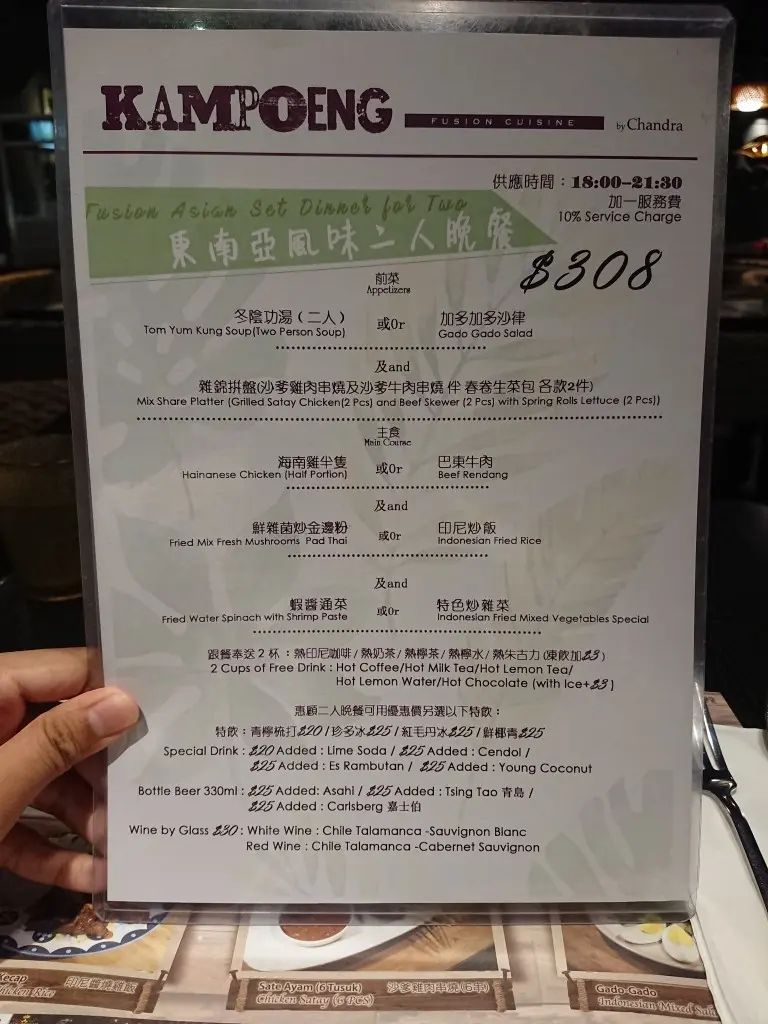 KAMPOENG FUSION CUISINE by Chandra
供應時間：18:00-21:30
加一服務費
10% Service Charge
Fusion Asian Set Dinner for Two
東南亞風味二人晚餐
$308
前菜
Appetizers
冬陰功湯（二人） 或Or 加多加多沙律
Tom Yum Kung Soup(Two Person Soup) Gado Gado Salad
及and
雜錦拼盤(沙爹雞肉串燒及沙爹牛肉串燒 伴 春卷生菜包 各款2件)
Mix Share Platter (Grilled Satay Chicken(2 Pcs) and Beef Skewer (2 Pcs) with Spring Rolls Lettuce (2 Pcs))
主食
Main Course
海南雞半隻 或Or 巴東牛肉
Hainanese Chicken (Half Portion) Beef Rendang
及and
鮮雜菌炒金邊粉 或Or 印尼炒飯
Fried Mix Fresh Mushrooms Pad Thai Indonesian Fried Rice
及and
蝦醬通菜 或Or 特色炒雜菜
Fried Water Spinach with Shrimp Paste Indonesian Fried Mixed Vegetables Special
跟餐奉送 2 杯：熱印尼咖啡 / 熱奶茶 / 熱檸茶 / 熱檸水 / 熱朱古力 (凍飲加$3 )
2 Cups of Free Drink : Hot Coffee/Hot Milk Tea/Hot Lemon Tea/
Hot Lemon Water/Hot Chocolate (with Ice+$3 )
惠顧二人晚餐可用優惠價另選以下特飲：
特飲：青檸梳打$20 / 珍多冰$25 / 紅毛丹冰$25 / 鮮椰青$25
Special Drink : $20 Added : Lime Soda / $25 Added : Cendol /
$25 Added : Es Rambutan / $25 Added : Young Coconut
Bottle Beer 330ml : $25 Added: Asahi / $25 Added : Tsing Tao 青島 /
$25 Added : Carlsberg 嘉士伯
Wine by Glass $30 : White Wine : Chile Talamanca -Sauvignon Blanc
Red Wine : Chile Talamanca -Cabernet Sauvignon
Kecap 印尼醬燒雞飯
Chicken Rice
Sate Ayam (6 Tusuk) 沙爹雞肉串燒(6串)
Chicken Satay (6 PCS)
Gado-Gado
Indonesian Mixed